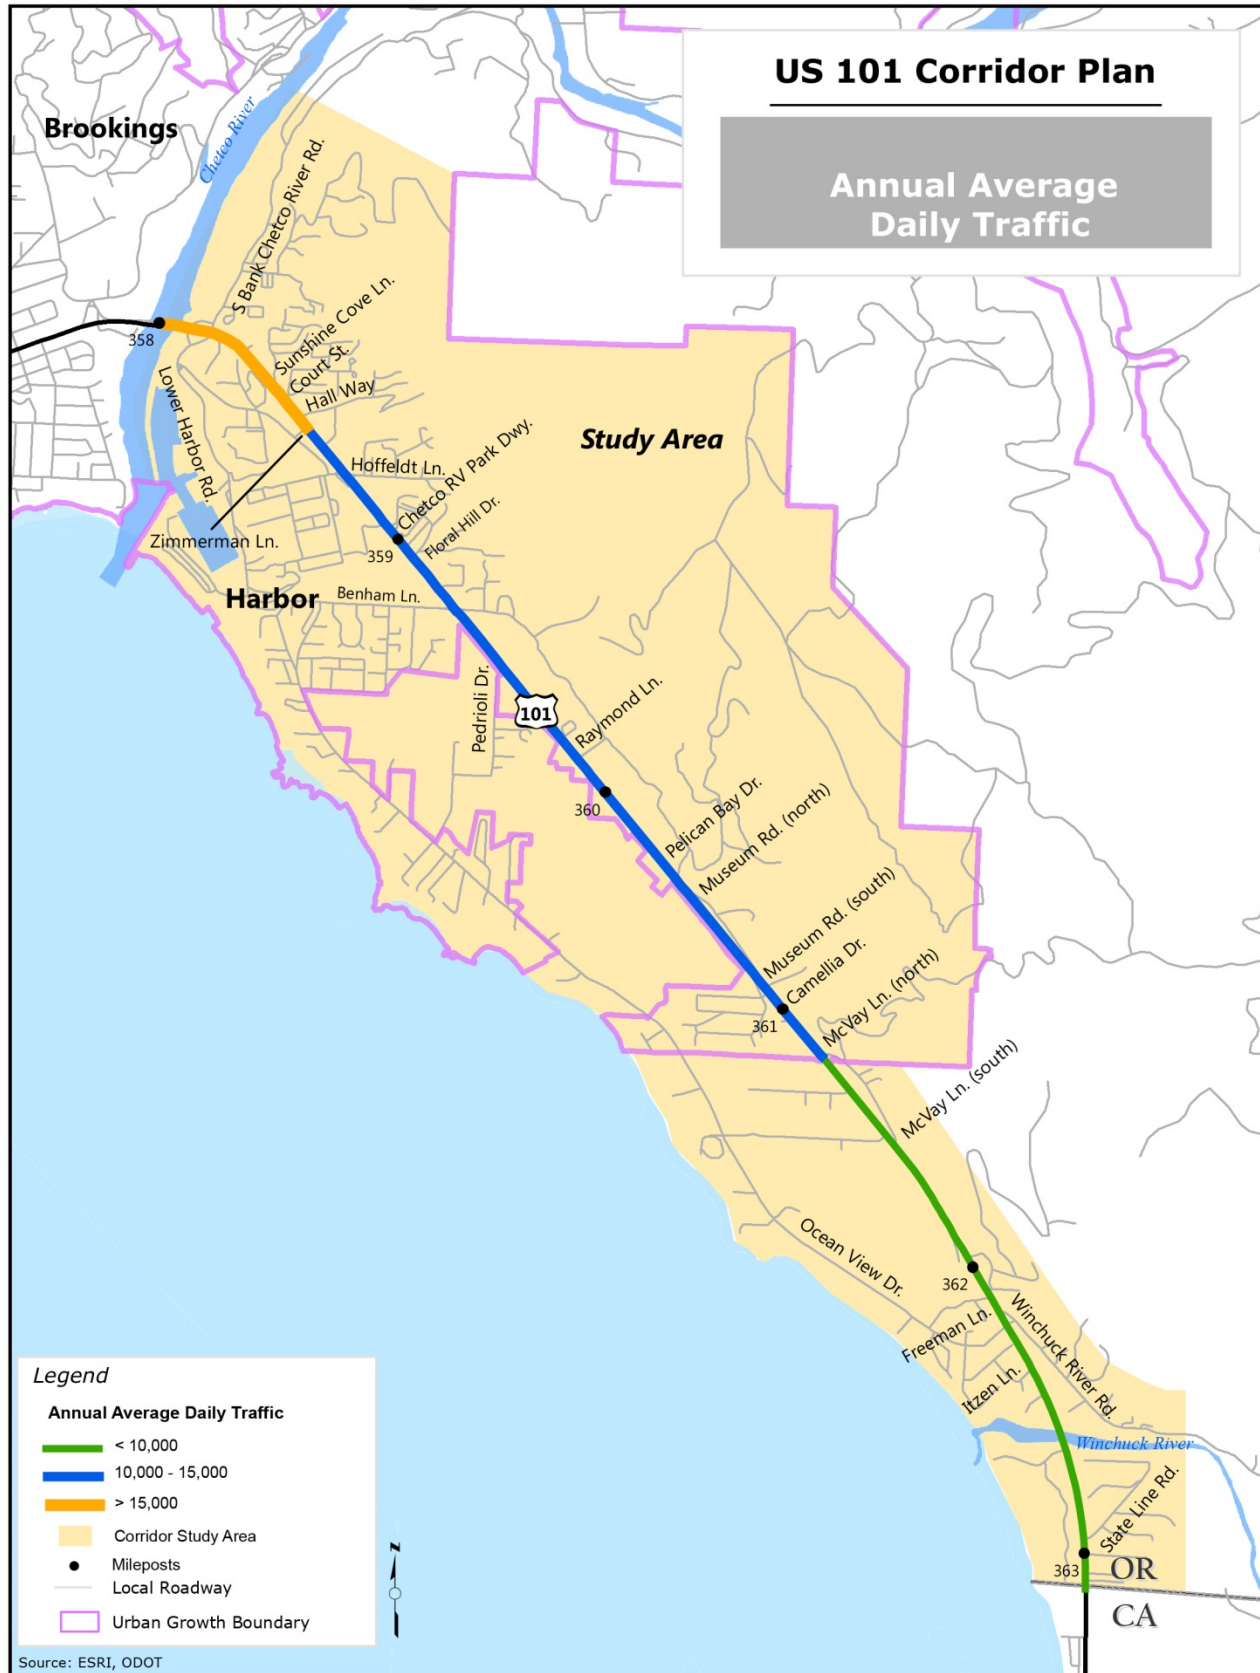 US 101 Corridor Plan
Annual Average
Daily Traffic
Brookings
Chetco River
S Bank Chetco River Rd.
358
Sunshine Cove Ln.
Court St.
Hall Way
Lower Harbor Rd.
Study Area
Hoffeldt Ln.
Chetco RV Park Dwy.
Zimmerman Ln.
359
Floral Hill Dr.
Harbor
Benham Ln.
Pedrioli Dr.
101
Raymond Ln.
360
Pelican Bay Dr.
Museum Rd. (north)
Museum Rd. (south)
Camellia Dr.
361
McVay Ln. (north)
McVay Ln. (south)
Ocean View Dr.
362
Freeman Ln.
Winchuck River Rd.
Itzen Ln.
Winchuck River
State Line Rd.
363
OR
CA
Legend
Annual Average Daily Traffic
< 10,000
10,000 - 15,000
> 15,000
Corridor Study Area
Mileposts
Local Roadway
Urban Growth Boundary
Z
Source: ESRI, ODOT